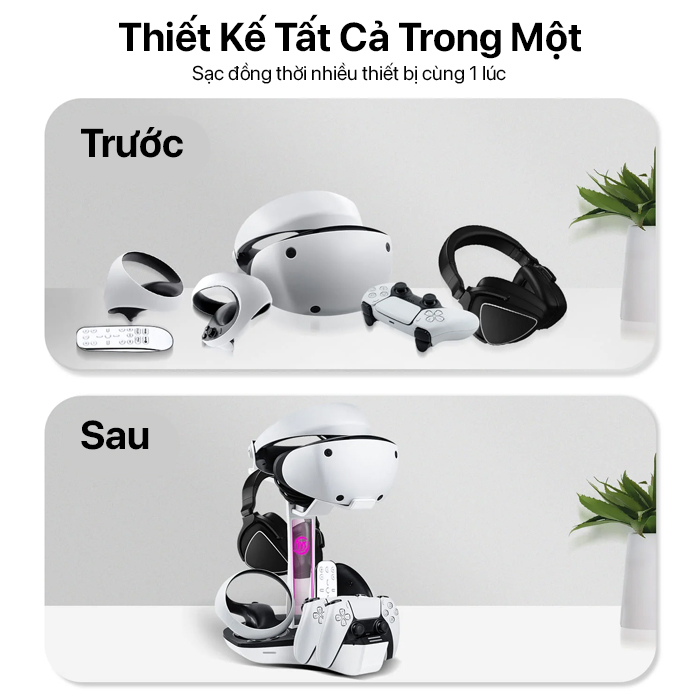 Thiết Kế Tất Cả Trong Một
Sạc đồng thời nhiều thiết bị cùng 1 lúc
Trước
Sau